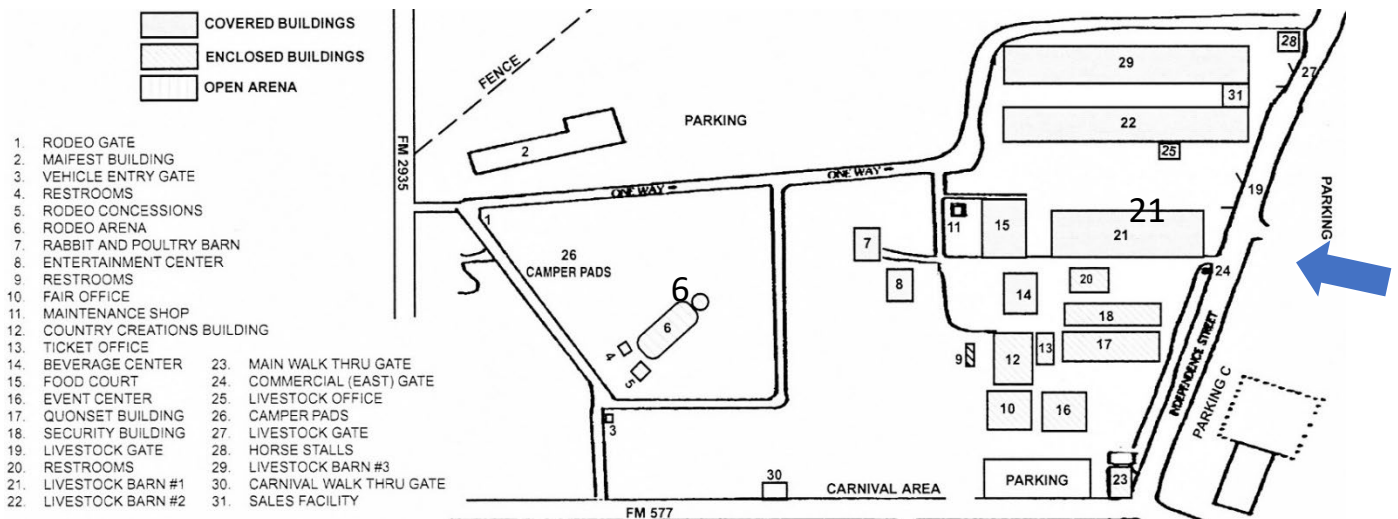 COVERED BUILDINGS
ENCLOSED BUILDINGS
OPEN ARENA
1. RODEO GATE
2. MAIFEST BUILDING
3. VEHICLE ENTRY GATE
4. RESTROOMS
5. RODEO CONCESSIONS
6. RODEO ARENA
7. RABBIT AND POULTRY BARN
8. ENTERTAINMENT CENTER
9. RESTROOMS
10. FAIR OFFICE
11. MAINTENANCE SHOP
12. COUNTRY CREATIONS BUILDING
13. TICKET OFFICE
14. BEVERAGE CENTER
15. FOOD COURT
16. EVENT CENTER
17. QUONSET BUILDING
18. SECURITY BUILDING
19. LIVESTOCK GATE
20. RESTROOMS
21. LIVESTOCK BARN #1
22. LIVESTOCK BARN #2
23. MAIN WALK THRU GATE
24. COMMERCIAL (EAST) GATE
25. LIVESTOCK OFFICE
26. CAMPER PADS
27. LIVESTOCK GATE
28. HORSE STALLS
29. LIVESTOCK BARN #3
30. CARNIVAL WALK THRU GATE
31. SALES FACILITY
FM 2935
FENCE
PARKING
2
ONE WAY
ONE WAY
1
26
CAMPER PADS
6
6
4
5
3
7
8
11
15
14
9
12
13
10
16
29
31
22
25
21
21
20
18
17
28
27
19
24
PARKING
INDEPENDENCE STREET
PARKING C
PARKING
23
30
CARNIVAL AREA
FM 577